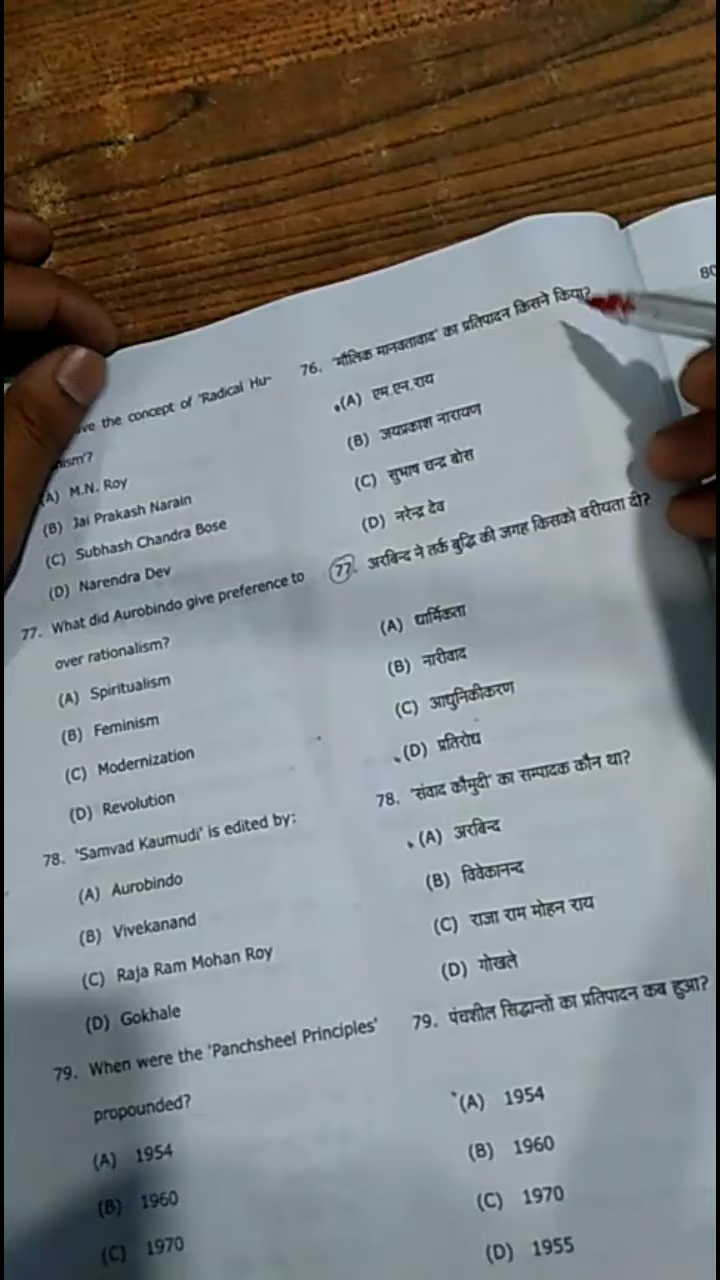 the concept of 'Radical Hu-
(A) M.N. Roy
(B) Jai Prakash Narain
(C) Subhash Chandra Bose
(D) Narendra Dev
77. What did Aurobindo give preference to
over rationalism?
(A) Spiritualism
(B) Feminism
(C) Modernization
(D) Revolution
78. 'Samvad Kaumudi' is edited by:
(A) Aurobindo
(B) Vivekanand
(C) Raja Ram Mohan Roy
(D) Gokhale
79. When were the 'Panchsheel Principles'
propounded?
(A) 1954
(B) 1960
(C) 1970
76. 'मौलिक मानवतावाद' का प्रतिपादन किसने किया?
(A) एम.एन.राय
(B) जयप्रकाश नारायण
(C) सुभाष चन्द्र बोस
(D) नरेन्द्र देव
77. अरबिन्द ने तर्क बुद्धि की जगह किसको वरीयता दी?
(A) धार्मिकता
(B) नारीवाद
(C) आधुनिकीकरण
(D) प्रतिरोध
78. 'संवाद कौमुदी' का सम्पादक कौन था?
(A) अरबिन्द
(B) विवेकानन्द
(C) राजा राम मोहन राय
(D) गोखले
79. पंचशील सिद्धान्तों का प्रतिपादन कब हुआ?
(A) 1954
(B) 1960
(C) 1970
(D) 1955